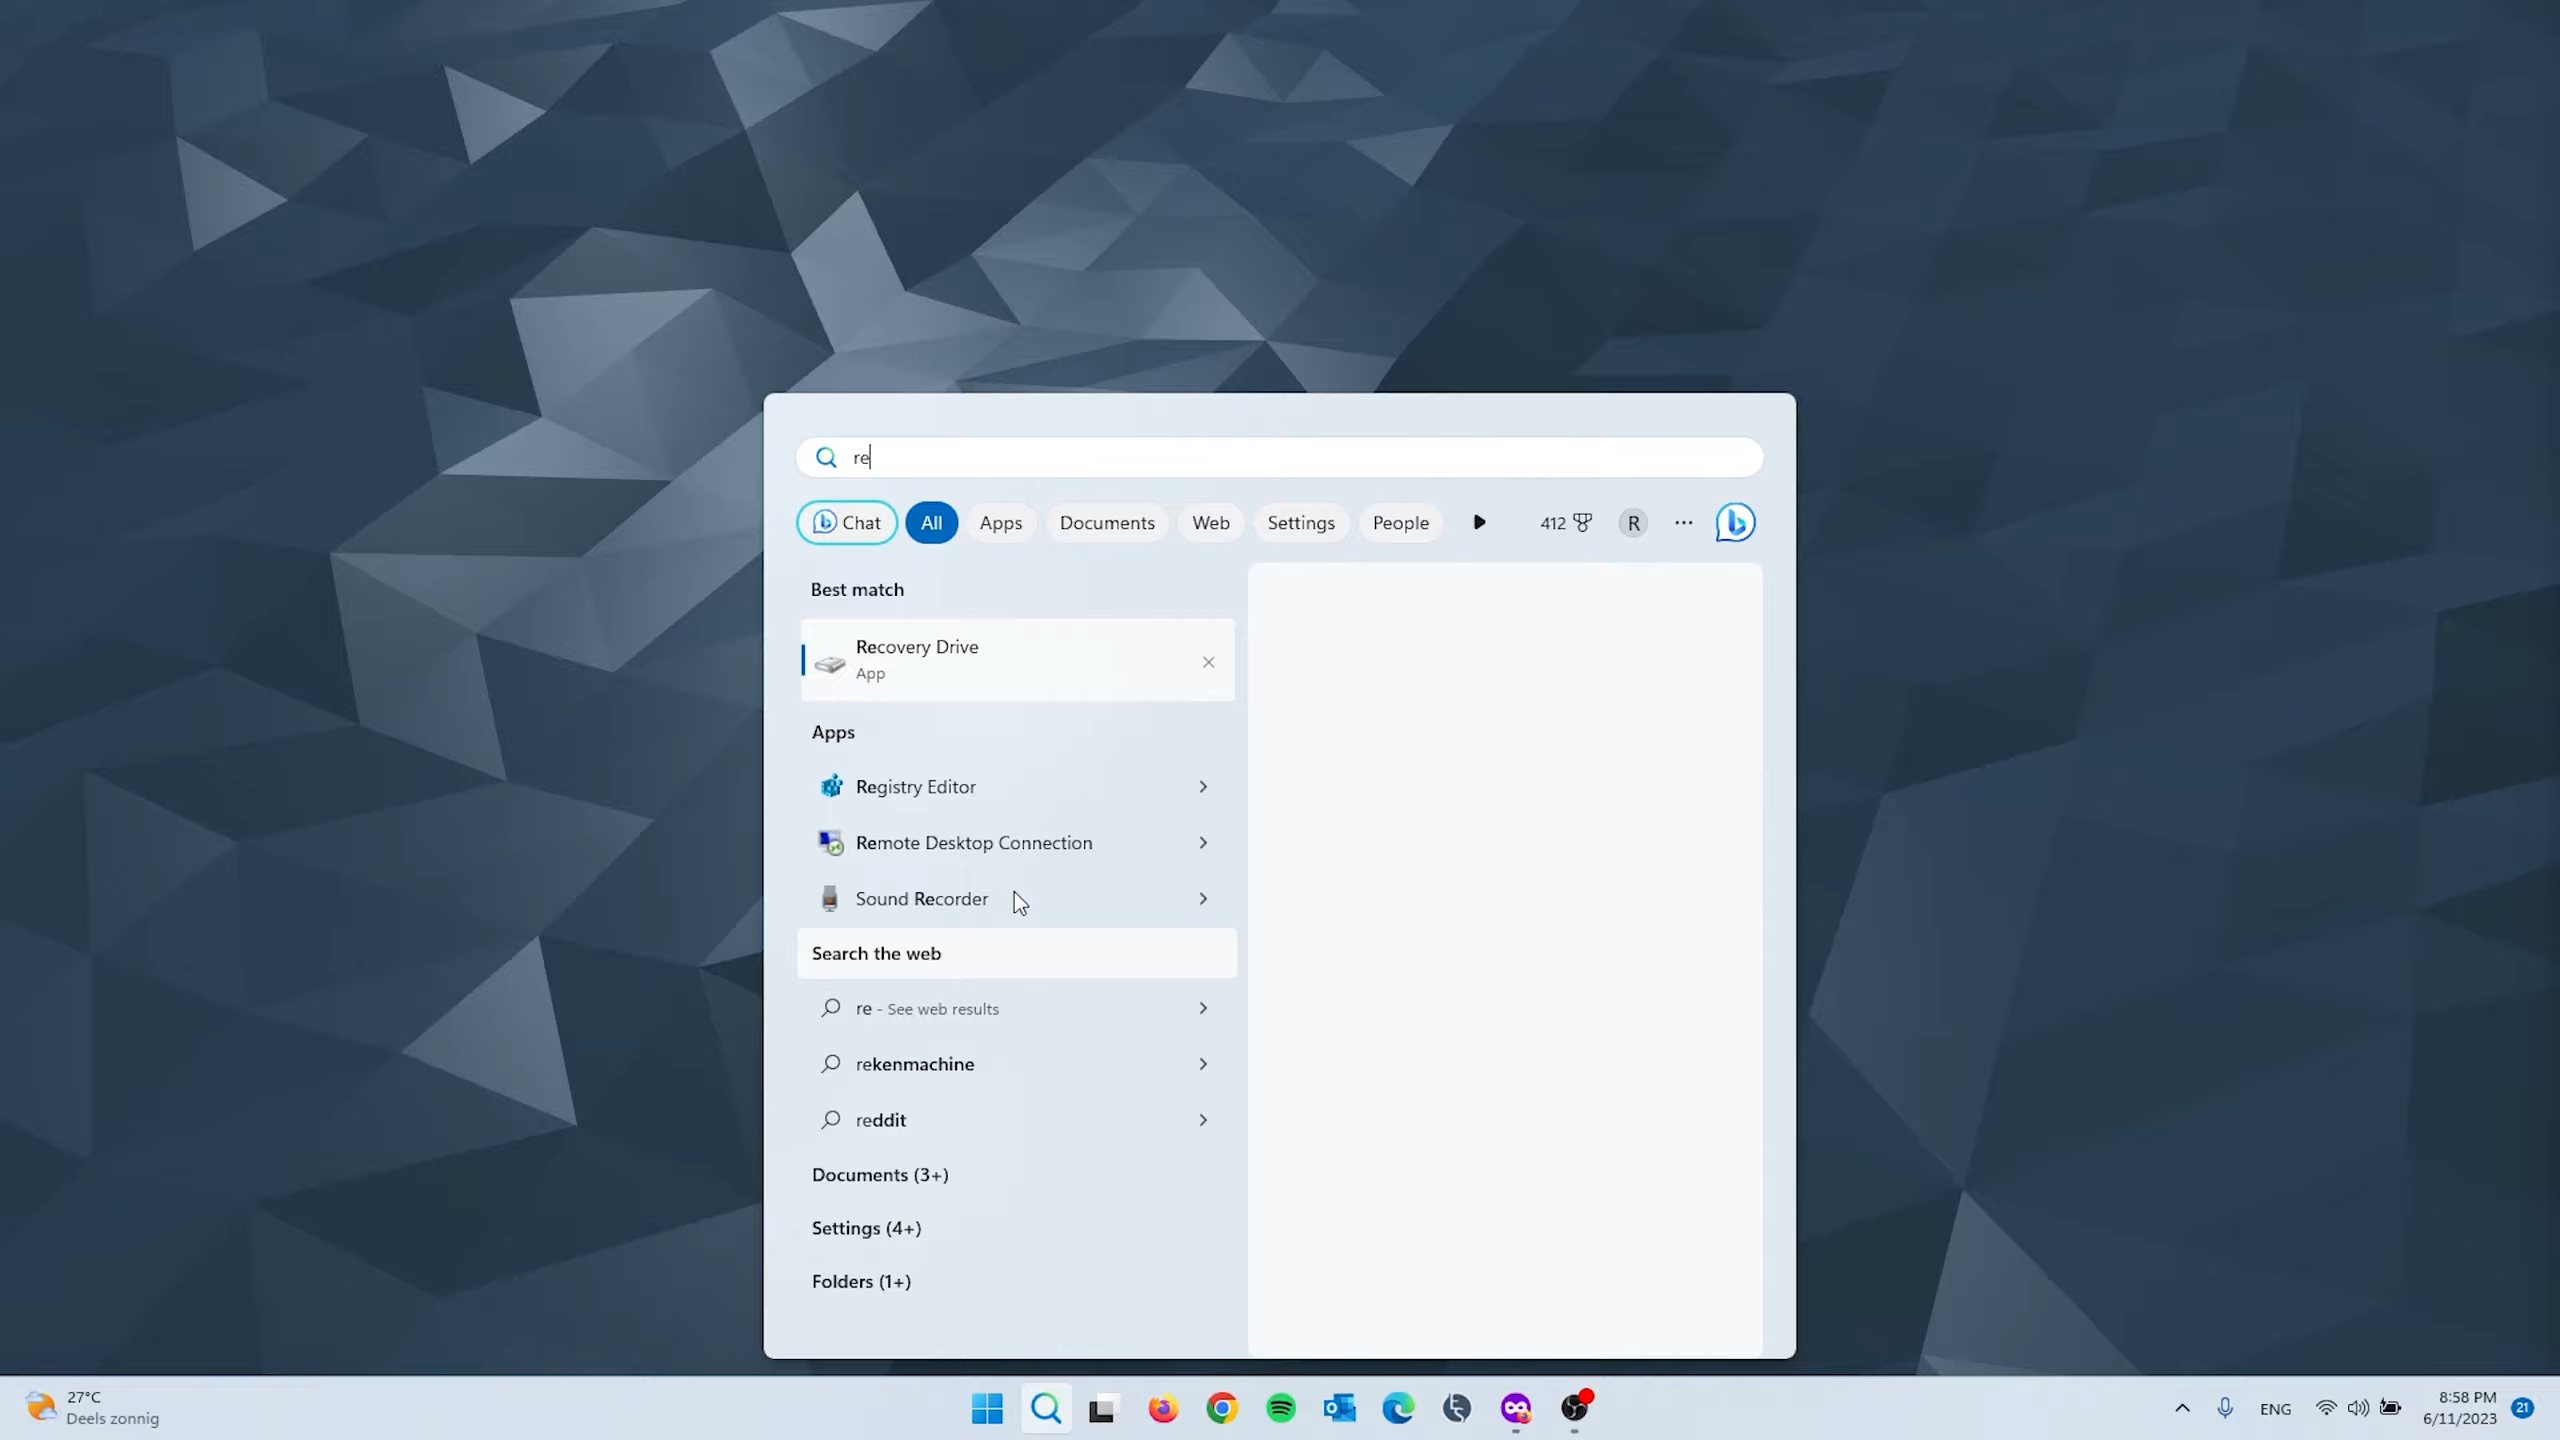 re
Chat All Apps Documents Web Settings People 412 R
Best match
Recovery Drive
App
Apps
Registry Editor
Remote Desktop Connection
Sound Recorder
Search the web
re - See web results
rekenmachine
reddit
Documents (3+)
Settings (4+)
Folders (1+)
27°C
Deels zonnig
ENG
8:58 PM
6/11/2023
21